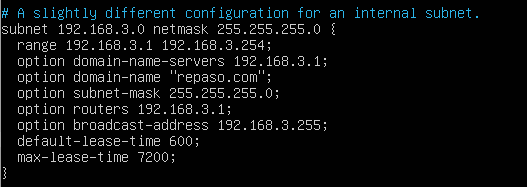 # A slightly different configuration for an internal subnet.
subnet 192.168.3.0 netmask 255.255.255.0 {
  range 192.168.3.1 192.168.3.254;
  option domain-name-servers 192.168.3.1;
  option domain-name "repaso.com";
  option subnet-mask 255.255.255.0;
  option routers 192.168.3.1;
  option broadcast-address 192.168.3.255;
  default-lease-time 600;
  max-lease-time 7200;
}